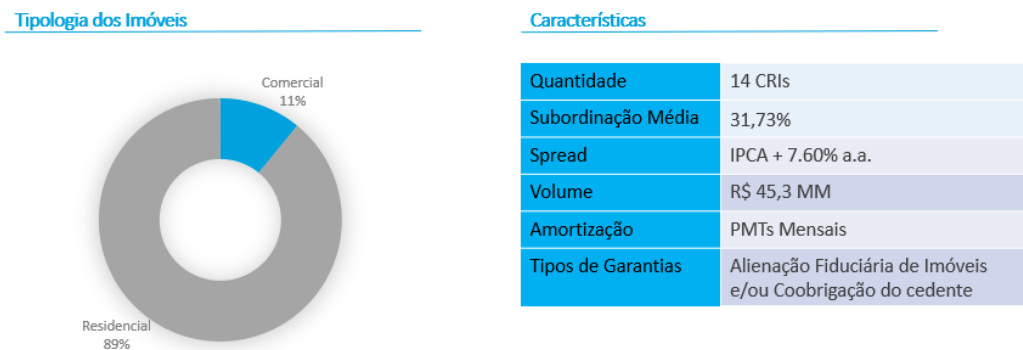 Tipologia dos Imóveis
Comercial
11%
Residencial
89%
Características
Quantidade 14 CRIs
Subordinação Média 31,73%
Spread IPCA + 7.60% a.a.
Volume R$ 45,3 MM
Amortização PMTs Mensais
Tipos de Garantias Alienação Fiduciária de Imóveis
e/ou Coobrigação do cedente